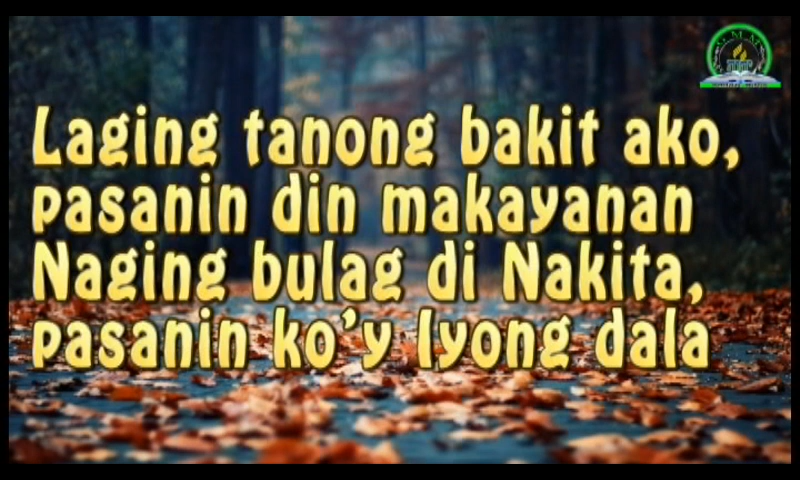 Laging tanong bakit ako,
pasanin din makayanan
Naging bulag di Nakita,
pasanin ko'y Iyong dala